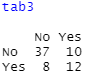 tab3
No Yes
No 37 10
Yes 8 12